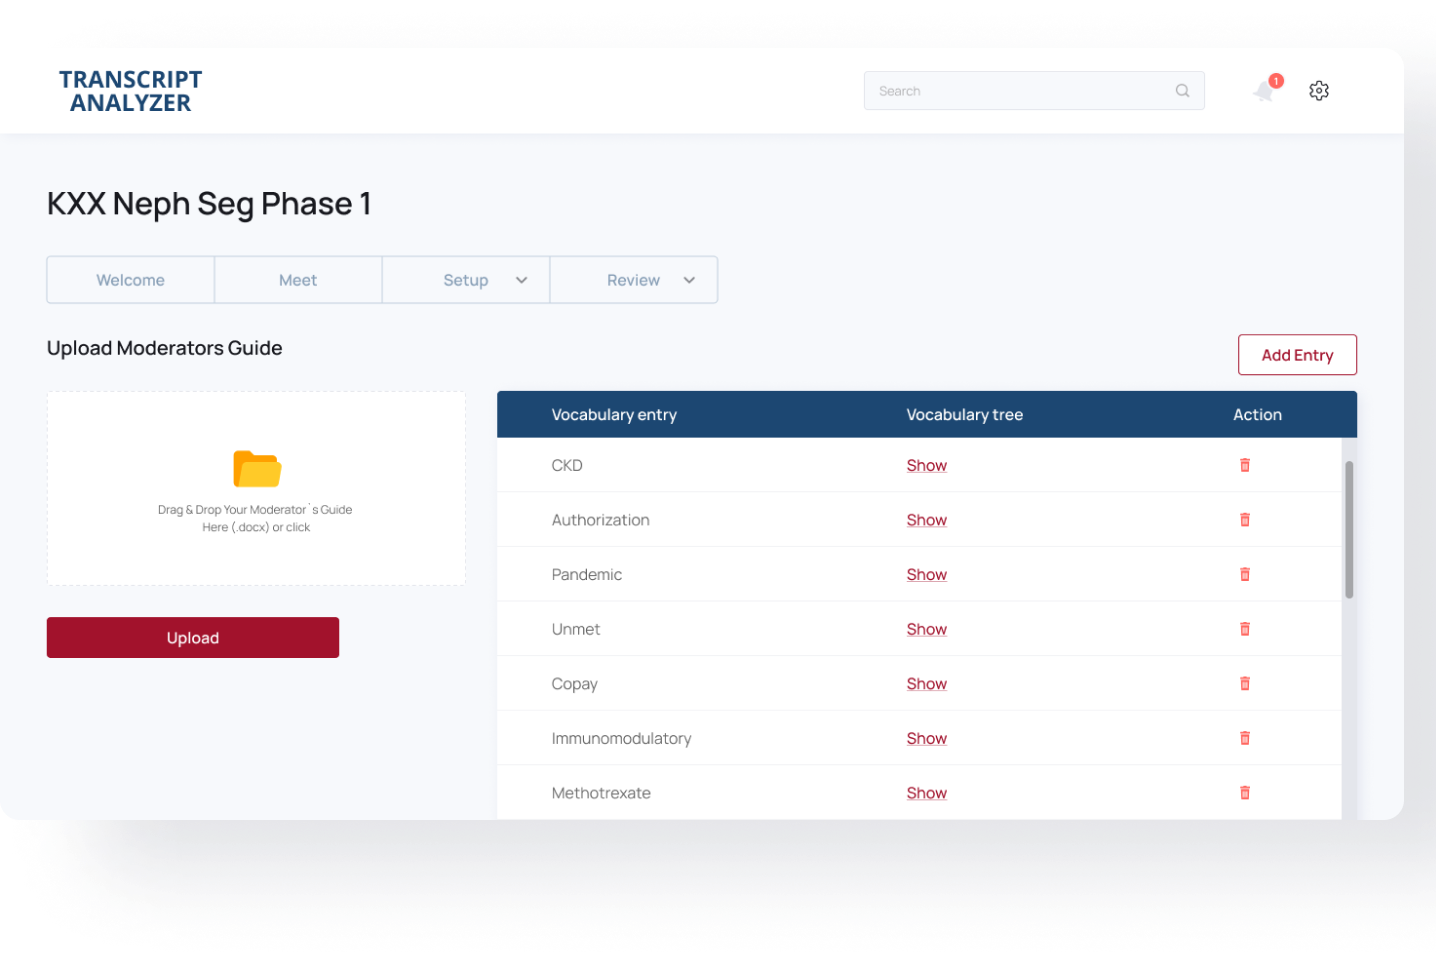 TRANSCRIPT
ANALYZER
Search
1
KXX Neph Seg Phase 1
Welcome Meet Setup Review
Upload Moderators Guide
Add Entry
Drag & Drop Your Moderator`s Guide
Here (.docx) or click
Upload
Vocabulary entry Vocabulary tree Action
CKD Show
Authorization Show
Pandemic Show
Unmet Show
Copay Show
Immunomodulatory Show
Methotrexate Show